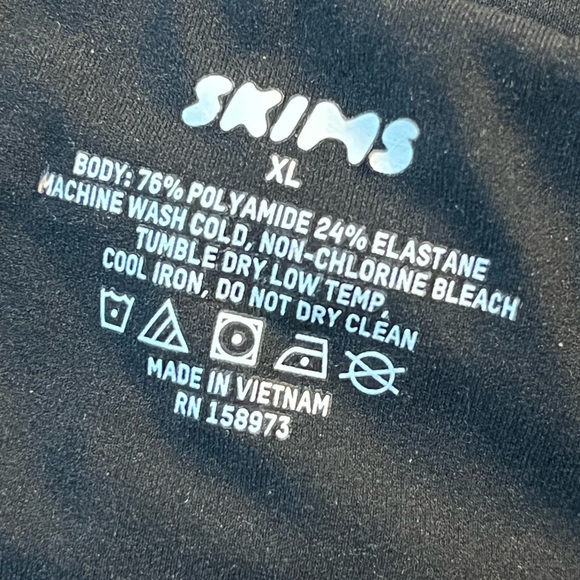 SKIMS
XL
BODY: 76% POLYAMIDE 24% ELASTANE
MACHINE WASH COLD, NON-CHLORINE BLEACH
TUMBLE DRY LOW TEMP,
COOL IRON, DO NOT DRY CLEAN
MADE IN VIETNAM
RN 158973